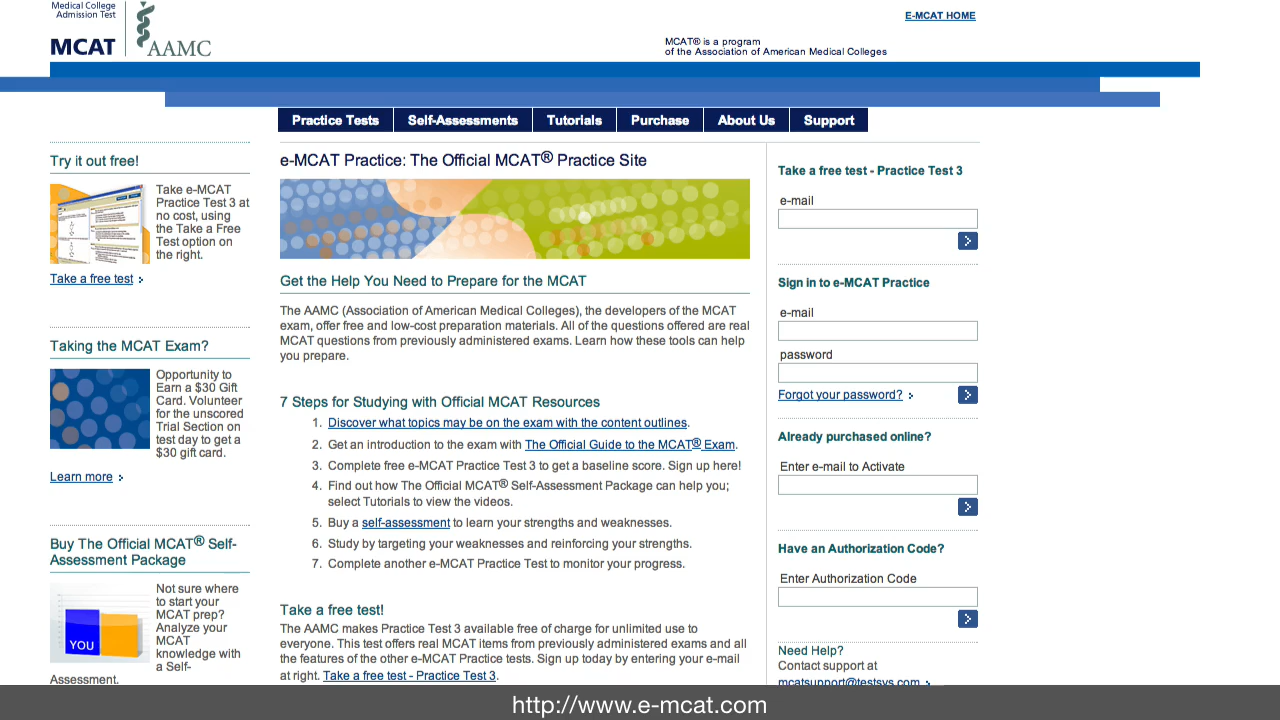 Medical College
Admission Test
MCAT
AAMC
E-MCAT HOME
MCAT® is a program
of the Association of American Medical Colleges
Practice Tests
Self-Assessments
Tutorials
Purchase
About Us
Support
Try it out free!
Take e-MCAT
Practice Test 3 at
no cost, using
the Take a Free
Test option on
the right.
Take a free test
Taking the MCAT Exam?
Opportunity to
Earn a $30 Gift
Card. Volunteer
for the unscored
Trial Section on
test day to get a
$30 gift card.
Learn more
Buy The Official MCAT® Self-
Assessment Package
YOU
Not sure where
to start your
MCAT prep?
Analyze your
MCAT
knowledge with
a Self-
Assessment.
e-MCAT Practice: The Official MCAT® Practice Site
Get the Help You Need to Prepare for the MCAT
The AAMC (Association of American Medical Colleges), the developers of the MCAT
exam, offer free and low-cost preparation materials. All of the questions offered are real
MCAT questions from previously administered exams. Learn how these tools can help
you prepare.
7 Steps for Studying with Official MCAT Resources
1. Discover what topics may be on the exam with the content outlines.
2. Get an introduction to the exam with The Official Guide to the MCAT® Exam.
3. Complete free e-MCAT Practice Test 3 to get a baseline score. Sign up here!
4. Find out how The Official MCAT® Self-Assessment Package can help you;
select Tutorials to view the videos.
5. Buy a self-assessment to learn your strengths and weaknesses.
6. Study by targeting your weaknesses and reinforcing your strengths.
7. Complete another e-MCAT Practice Test to monitor your progress.
Take a free test!
The AAMC makes Practice Test 3 available free of charge for unlimited use to
everyone. This test offers real MCAT items from previously administered exams and all
the features of the other e-MCAT Practice tests. Sign up today by entering your e-mail
at right. Take a free test - Practice Test 3.
Take a free test - Practice Test 3
e-mail
Sign in to e-MCAT Practice
e-mail
password
Forgot your password?
Already purchased online?
Enter e-mail to Activate
Have an Authorization Code?
Enter Authorization Code
Need Help?
Contact support at
mcatsupport@testsys.com
http://www.e-mcat.com